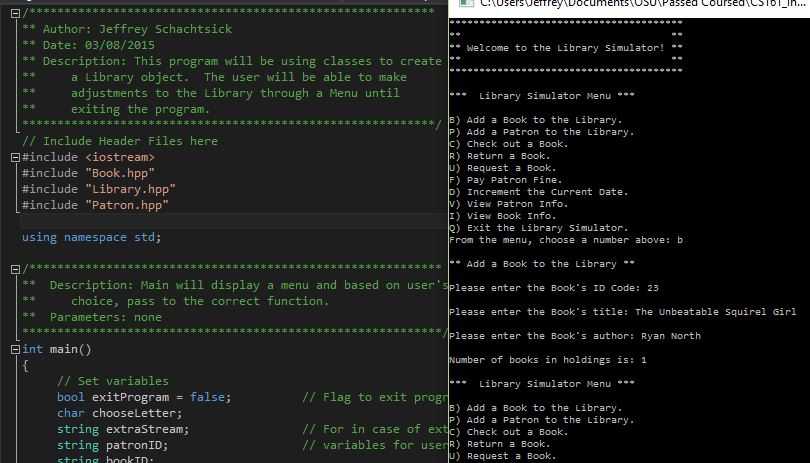 /*********************************************************
** Author: Jeffrey Schachtsick
** Date: 03/08/2015
** Description: This program will be using classes to create
** a Library object. The user will be able to make
** adjustments to the Library through a Menu until
** exiting the program.
*********************************************************/
// Include Header Files here
#include <iostream>
#include "Book.hpp"
#include "Library.hpp"
#include "Patron.hpp"
using namespace std;
/*********************************************************
** Description: Main will display a menu and based on user's
** choice, pass to the correct function.
** Parameters: none
*********************************************************/
int main()
{
// Set variables
bool exitProgram = false; // Flag to exit progr
char chooseLetter;
string extraStream; // For in case of ext
string patronID; // variables for user
string bookID;
C:\Users\Jeffrey\Documents\OSU\Passed Coursed\CS161_In...
***********************************
** **
** Welcome to the Library Simulator! **
** **
***********************************
*** Library Simulator Menu ***
B) Add a Book to the Library.
P) Add a Patron to the Library.
C) Check out a Book.
R) Return a Book.
U) Request a Book.
F) Pay Patron Fine.
D) Increment the Current Date.
V) View Patron Info.
I) View Book Info.
Q) Exit the Library Simulator.
From the menu, choose a number above: b
** Add a Book to the Library **
Please enter the Book's ID Code: 23
Please enter the Book's title: The Unbeatable Squirel Girl
Please enter the Book's author: Ryan North
Number of books in holdings is: 1
*** Library Simulator Menu ***
B) Add a Book to the Library.
P) Add a Patron to the Library.
C) Check out a Book.
R) Return a Book.
U) Request a Book.